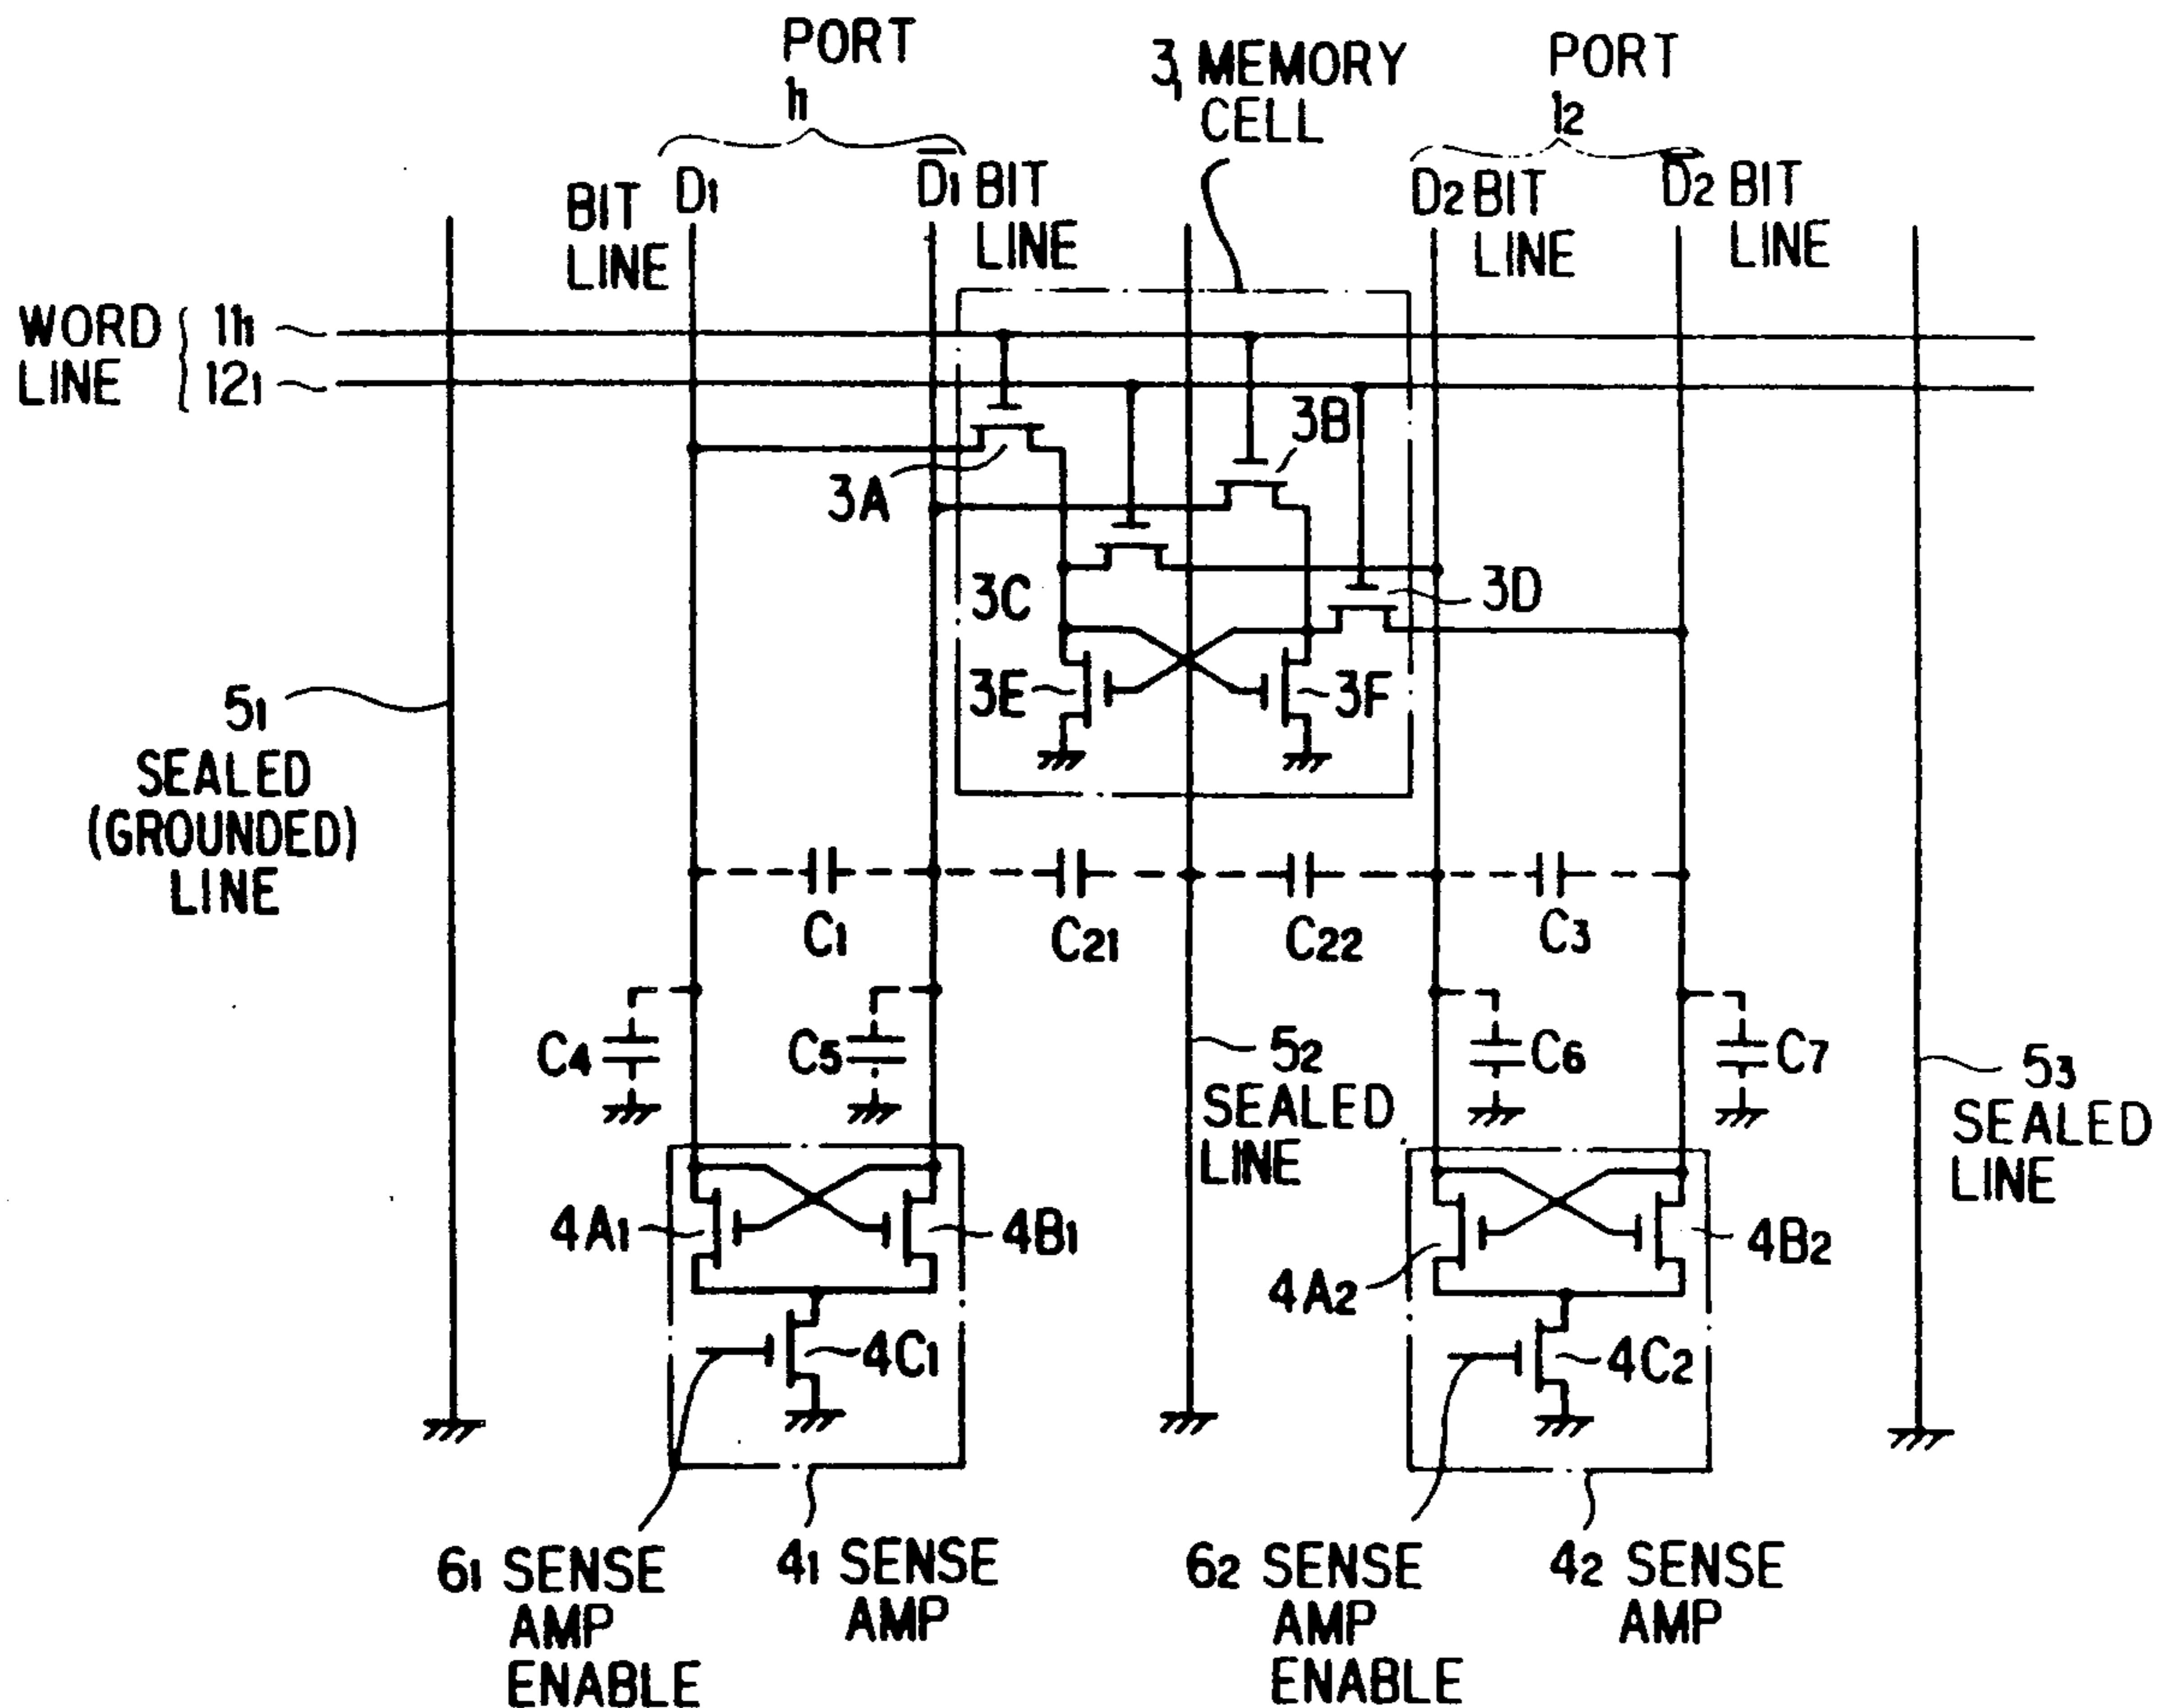 PORT
1₁
3₁ MEMORY
CELL
PORT
1₂
BIT
LINE
D₁
D̅₁ BIT
LINE
D₂ BIT
LINE
D̅₂ BIT
LINE
WORD
LINE
11₁
12₁
3A
3B
3C
3D
3E
3F
5₁
SEALED
(GROUNDED)
LINE
C₁
C₂₁
C₂₂
C₃
C₄
C₅
C₆
C₇
5₂
SEALED
LINE
5₃
SEALED
LINE
4A₁
4B₁
4A₂
4B₂
4C₁
4C₂
6₁ SENSE
AMP
ENABLE
4₁ SENSE
AMP
6₂ SENSE
AMP
ENABLE
4₂ SENSE
AMP